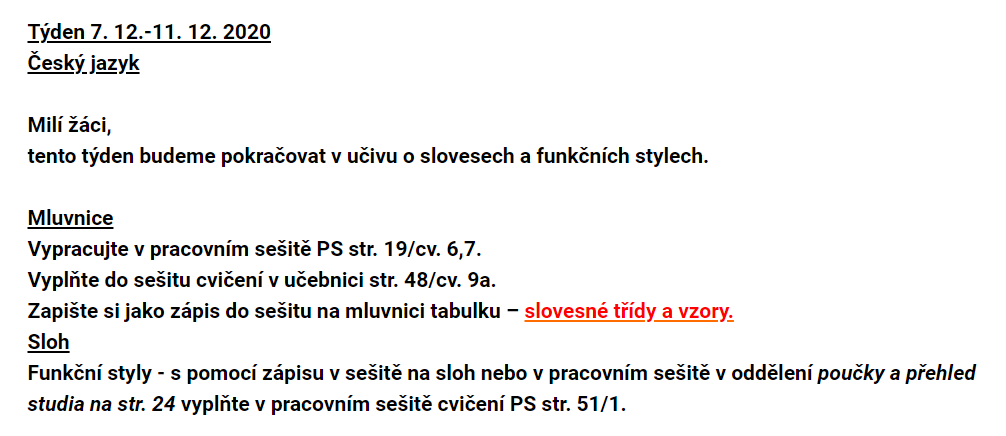 Týden 7. 12.-11. 12. 2020
Český jazyk
Milí žáci,
tento týden budeme pokračovat v učivu o slovesech a funkčních stylech.
Mluvnice
Vypracujte v pracovním sešitě PS str. 19/cv. 6,7.
Vyplňte do sešitu cvičení v učebnici str. 48/cv. 9a.
Zapište si jako zápis do sešitu na mluvnici tabulku – slovesné třídy a vzory.
Sloh
Funkční styly - s pomocí zápisu v sešitě na sloh nebo v pracovním sešitě v oddělení poučky a přehled
studia na str. 24 vyplňte v pracovním sešitě cvičení PS str. 51/1.